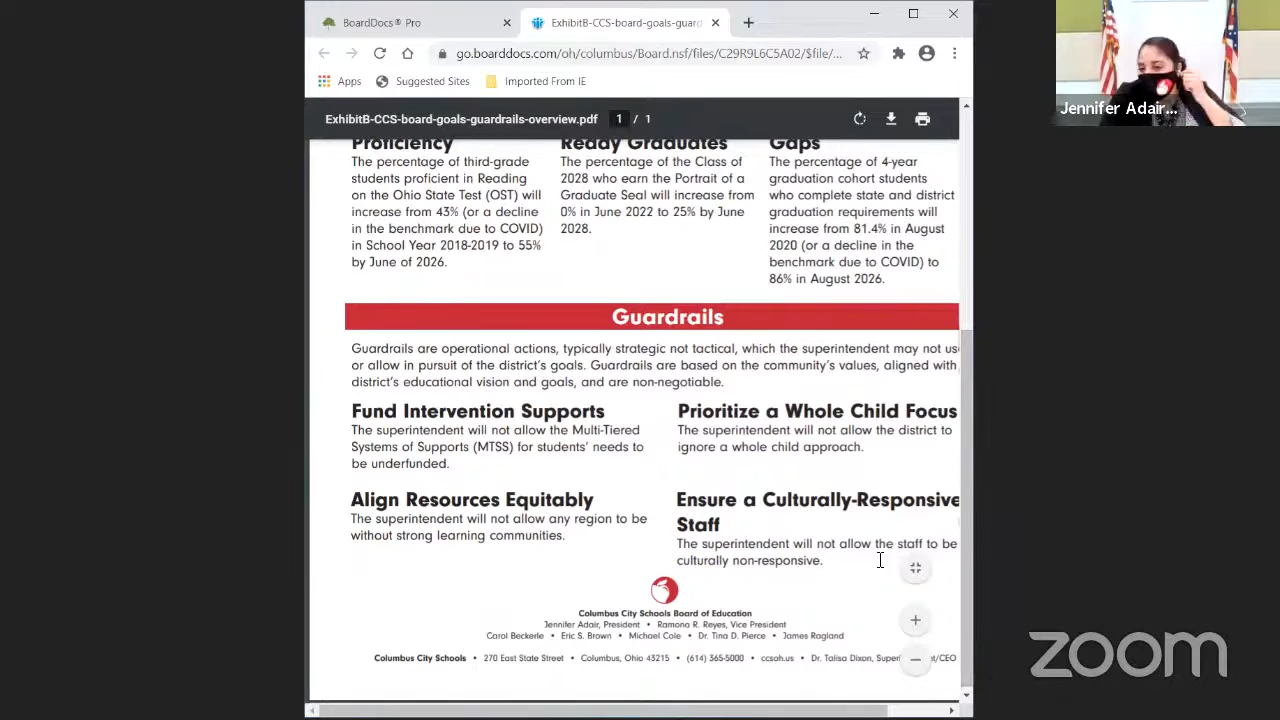 BoardDocs® Pro
ExhibitB-CCS-board-goals-guard
go.boarddocs.com/oh/columbus/Board.nsf/files/C29R9L6C5A02/$file/...
Apps
Suggested Sites
Imported From IE
ExhibitB-CCS-board-goals-guardrails-overview.pdf
1 / 1
Jennifer Adair...
Proficiency
The percentage of third-grade
students proficient in Reading
on the Ohio State Test (OST) will
increase from 43% (or a decline
in the benchmark due to COVID)
in School Year 2018-2019 to 55%
by June of 2026.
Ready Graduates
The percentage of the Class of
2028 who earn the Portrait of a
Graduate Seal will increase from
0% in June 2022 to 25% by June
2028.
Gaps
The percentage of 4-year
graduation cohort students
who complete state and district
graduation requirements will
increase from 81.4% in August
2020 (or a decline in the
benchmark due to COVID) to
86% in August 2026.
Guardrails
Guardrails are operational actions, typically strategic not tactical, which the superintendent may not us
or allow in pursuit of the district's goals. Guardrails are based on the community's values, aligned with
district's educational vision and goals, and are non-negotiable.
Fund Intervention Supports
The superintendent will not allow the Multi-Tiered
Systems of Supports (MTSS) for students' needs to
be underfunded.
Prioritize a Whole Child Focus
The superintendent will not allow the district to
ignore a whole child approach.
Align Resources Equitably
The superintendent will not allow any region to be
without strong learning communities.
Ensure a Culturally-Responsive
Staff
The superintendent will not allow the staff to be
culturally non-responsive.
Columbus City Schools Board of Education
Jennifer Adair, President • Ramona R. Reyes, Vice President
Carol Beckerle • Eric S. Brown • Michael Cole • Dr. Tina D. Pierce • James Ragland
Columbus City Schools • 270 East State Street • Columbus, Ohio 43215 • (614) 365-5000 • ccsoh.us • Dr. Talisa Dixon, Super nt/CEO
zoom